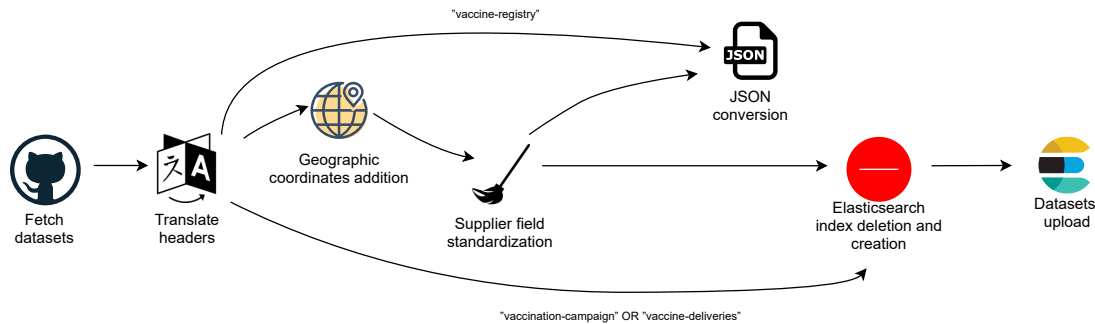 "vaccine-registry"
JSON
JSON
conversion
文 A
Geographic
coordinates addition
Fetch
datasets
Translate
headers
Supplier field
standardization
Elasticsearch
index deletion and
creation
Datasets
upload
"vaccination-campaign" OR "vaccine-deliveries"